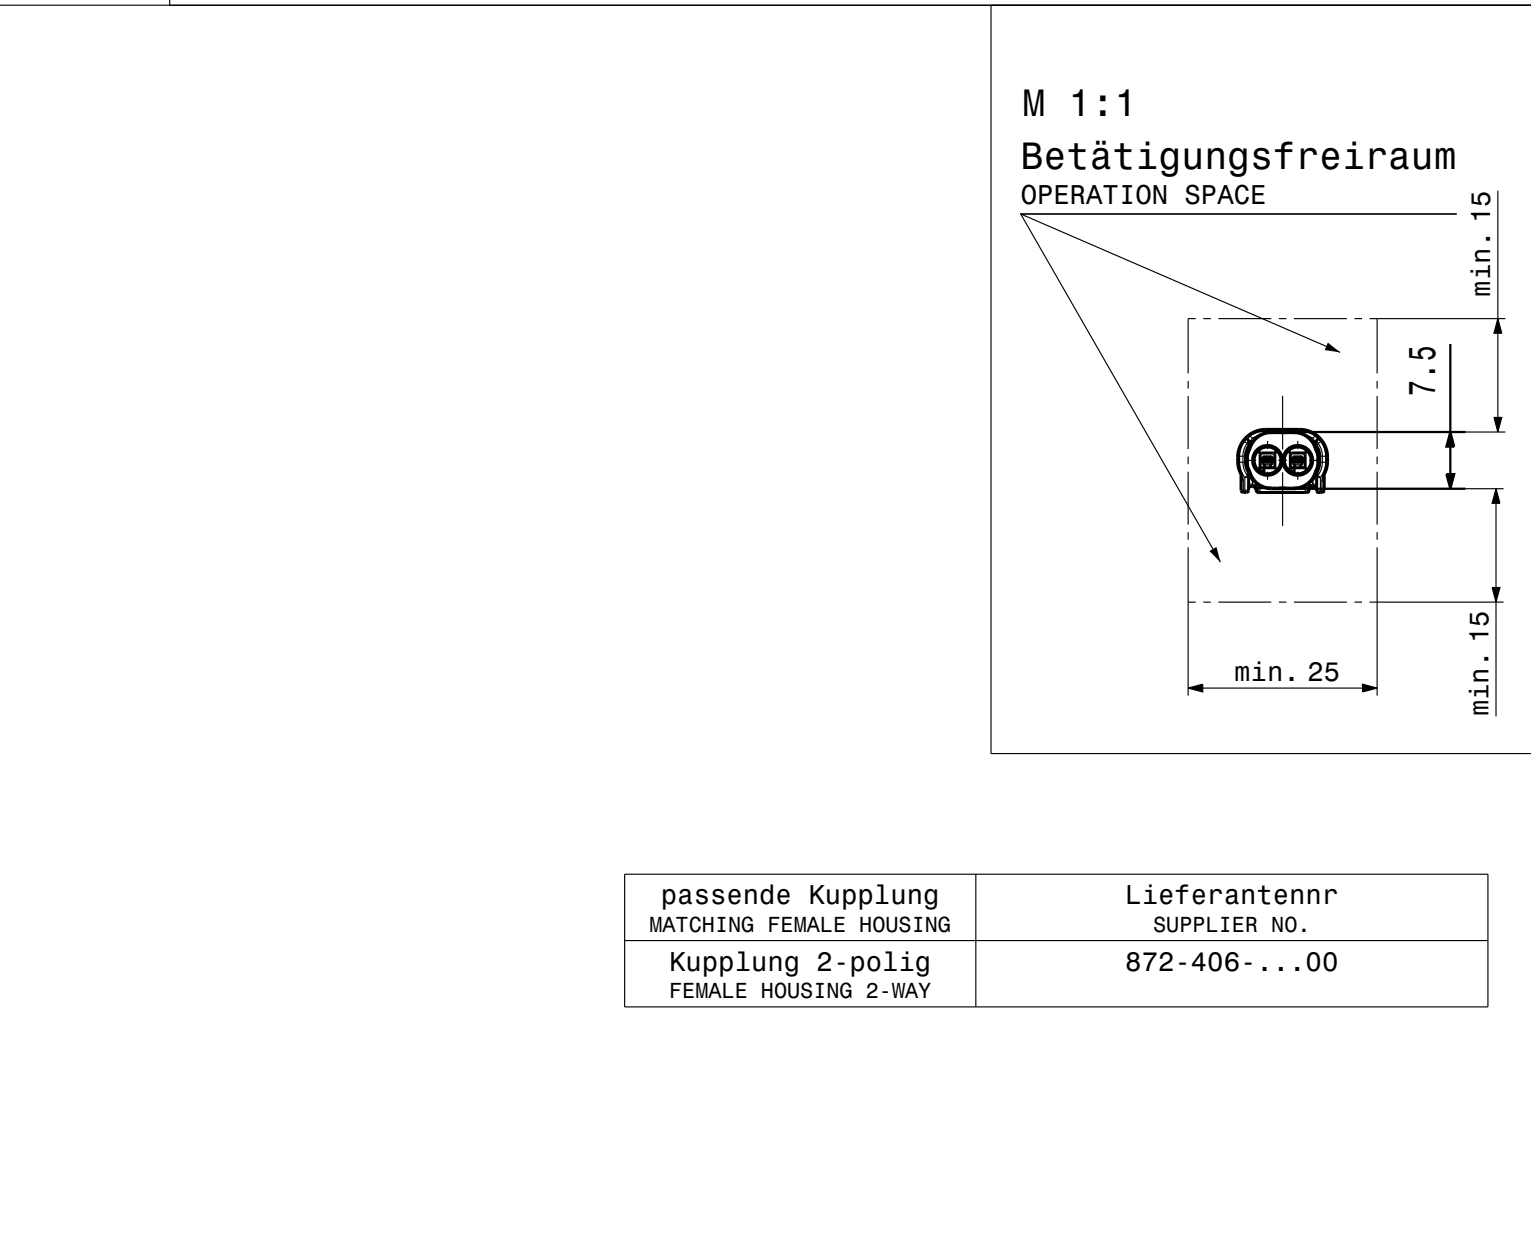 M 1:1
Betätigungsfreiraum
OPERATION SPACE
min. 15
7.5
min. 15
min. 25
passende Kupplung
MATCHING FEMALE HOUSING
Lieferantennr
SUPPLIER NO.
Kupplung 2-polig
FEMALE HOUSING 2-WAY
872-406-...00